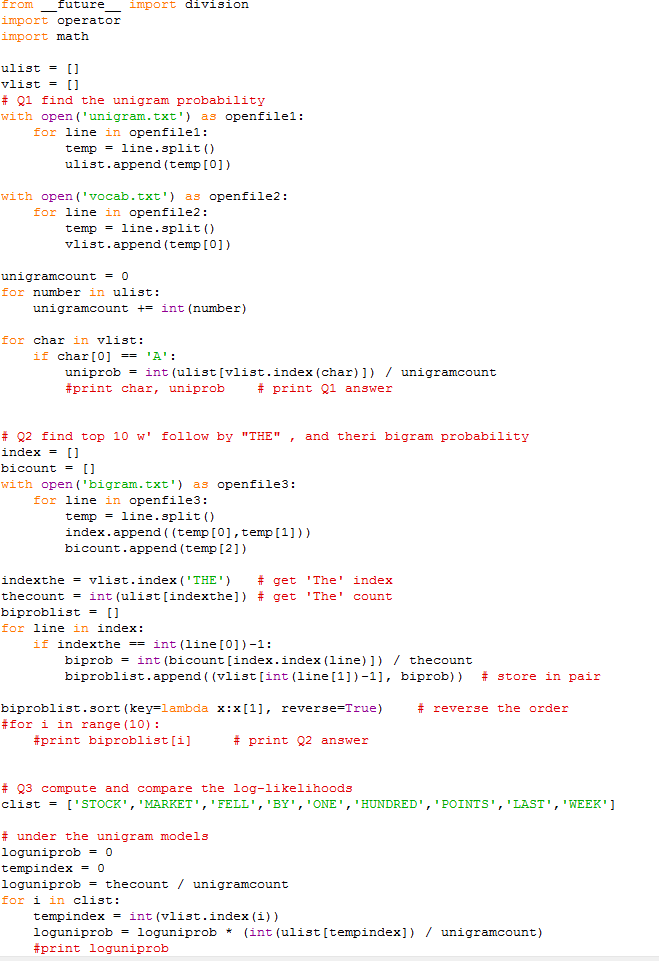 from __future__ import division
import operator
import math

ulist = []
vlist = []
# Q1 find the unigram probability
with open('unigram.txt') as openfile1:
    for line in openfile1:
        temp = line.split()
        ulist.append(temp[0])

with open('vocab.txt') as openfile2:
    for line in openfile2:
        temp = line.split()
        vlist.append(temp[0])

unigramcount = 0
for number in ulist:
    unigramcount += int(number)

for char in vlist:
    if char[0] == 'A':
        uniprob = int(ulist[vlist.index(char)]) / unigramcount
        #print char, uniprob    # print Q1 answer


# Q2 find top 10 w' follow by "THE" , and theri bigram probability
index = []
bicount = []
with open('bigram.txt') as openfile3:
    for line in openfile3:
        temp = line.split()
        index.append((temp[0],temp[1]))
        bicount.append(temp[2])

indexthe = vlist.index('THE')   # get 'The' index
thecount = int(ulist[indexthe]) # get 'The' count
biproblist = []
for line in index:
    if indexthe == int(line[0])-1:
        biprob = int(bicount[index.index(line)]) / thecount
        biproblist.append((vlist[int(line[1])-1], biprob))  # store in pair

biproblist.sort(key=lambda x:x[1], reverse=True)    # reverse the order
#for i in range(10):
    #print biproblist[i]     # print Q2 answer


# Q3 compute and compare the log-likelihoods
clist = ['STOCK','MARKET','FELL','BY','ONE','HUNDRED','POINTS','LAST','WEEK']

# under the unigram models
loguniprob = 0
tempindex = 0
loguniprob = thecount / unigramcount
for i in clist:
    tempindex = int(vlist.index(i))
    loguniprob = loguniprob * (int(ulist[tempindex]) / unigramcount)
    #print loguniprob